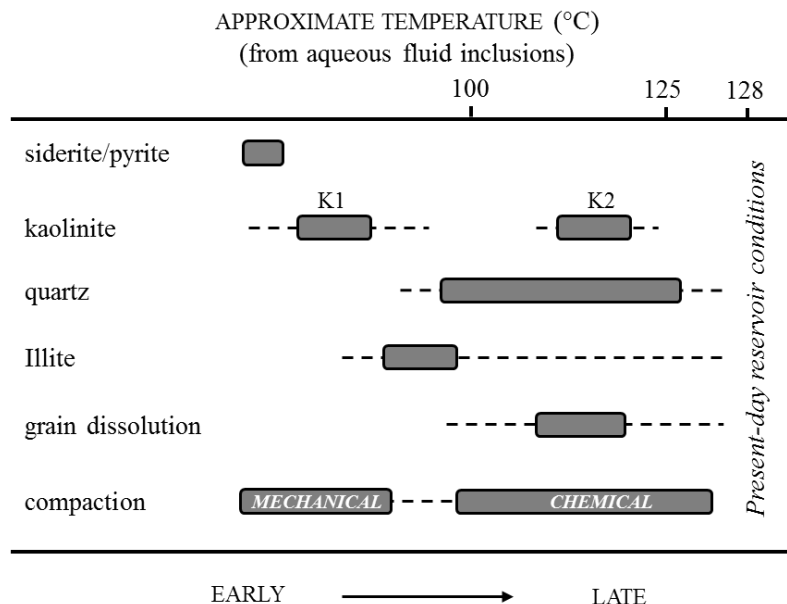 APPROXIMATE TEMPERATURE (°C)
(from aqueous fluid inclusions)
100 125 128
siderite/pyrite
K1 K2
kaolinite
quartz
Illite
grain dissolution
compaction MECHANICAL CHEMICAL
Present-day reservoir conditions
EARLY LATE